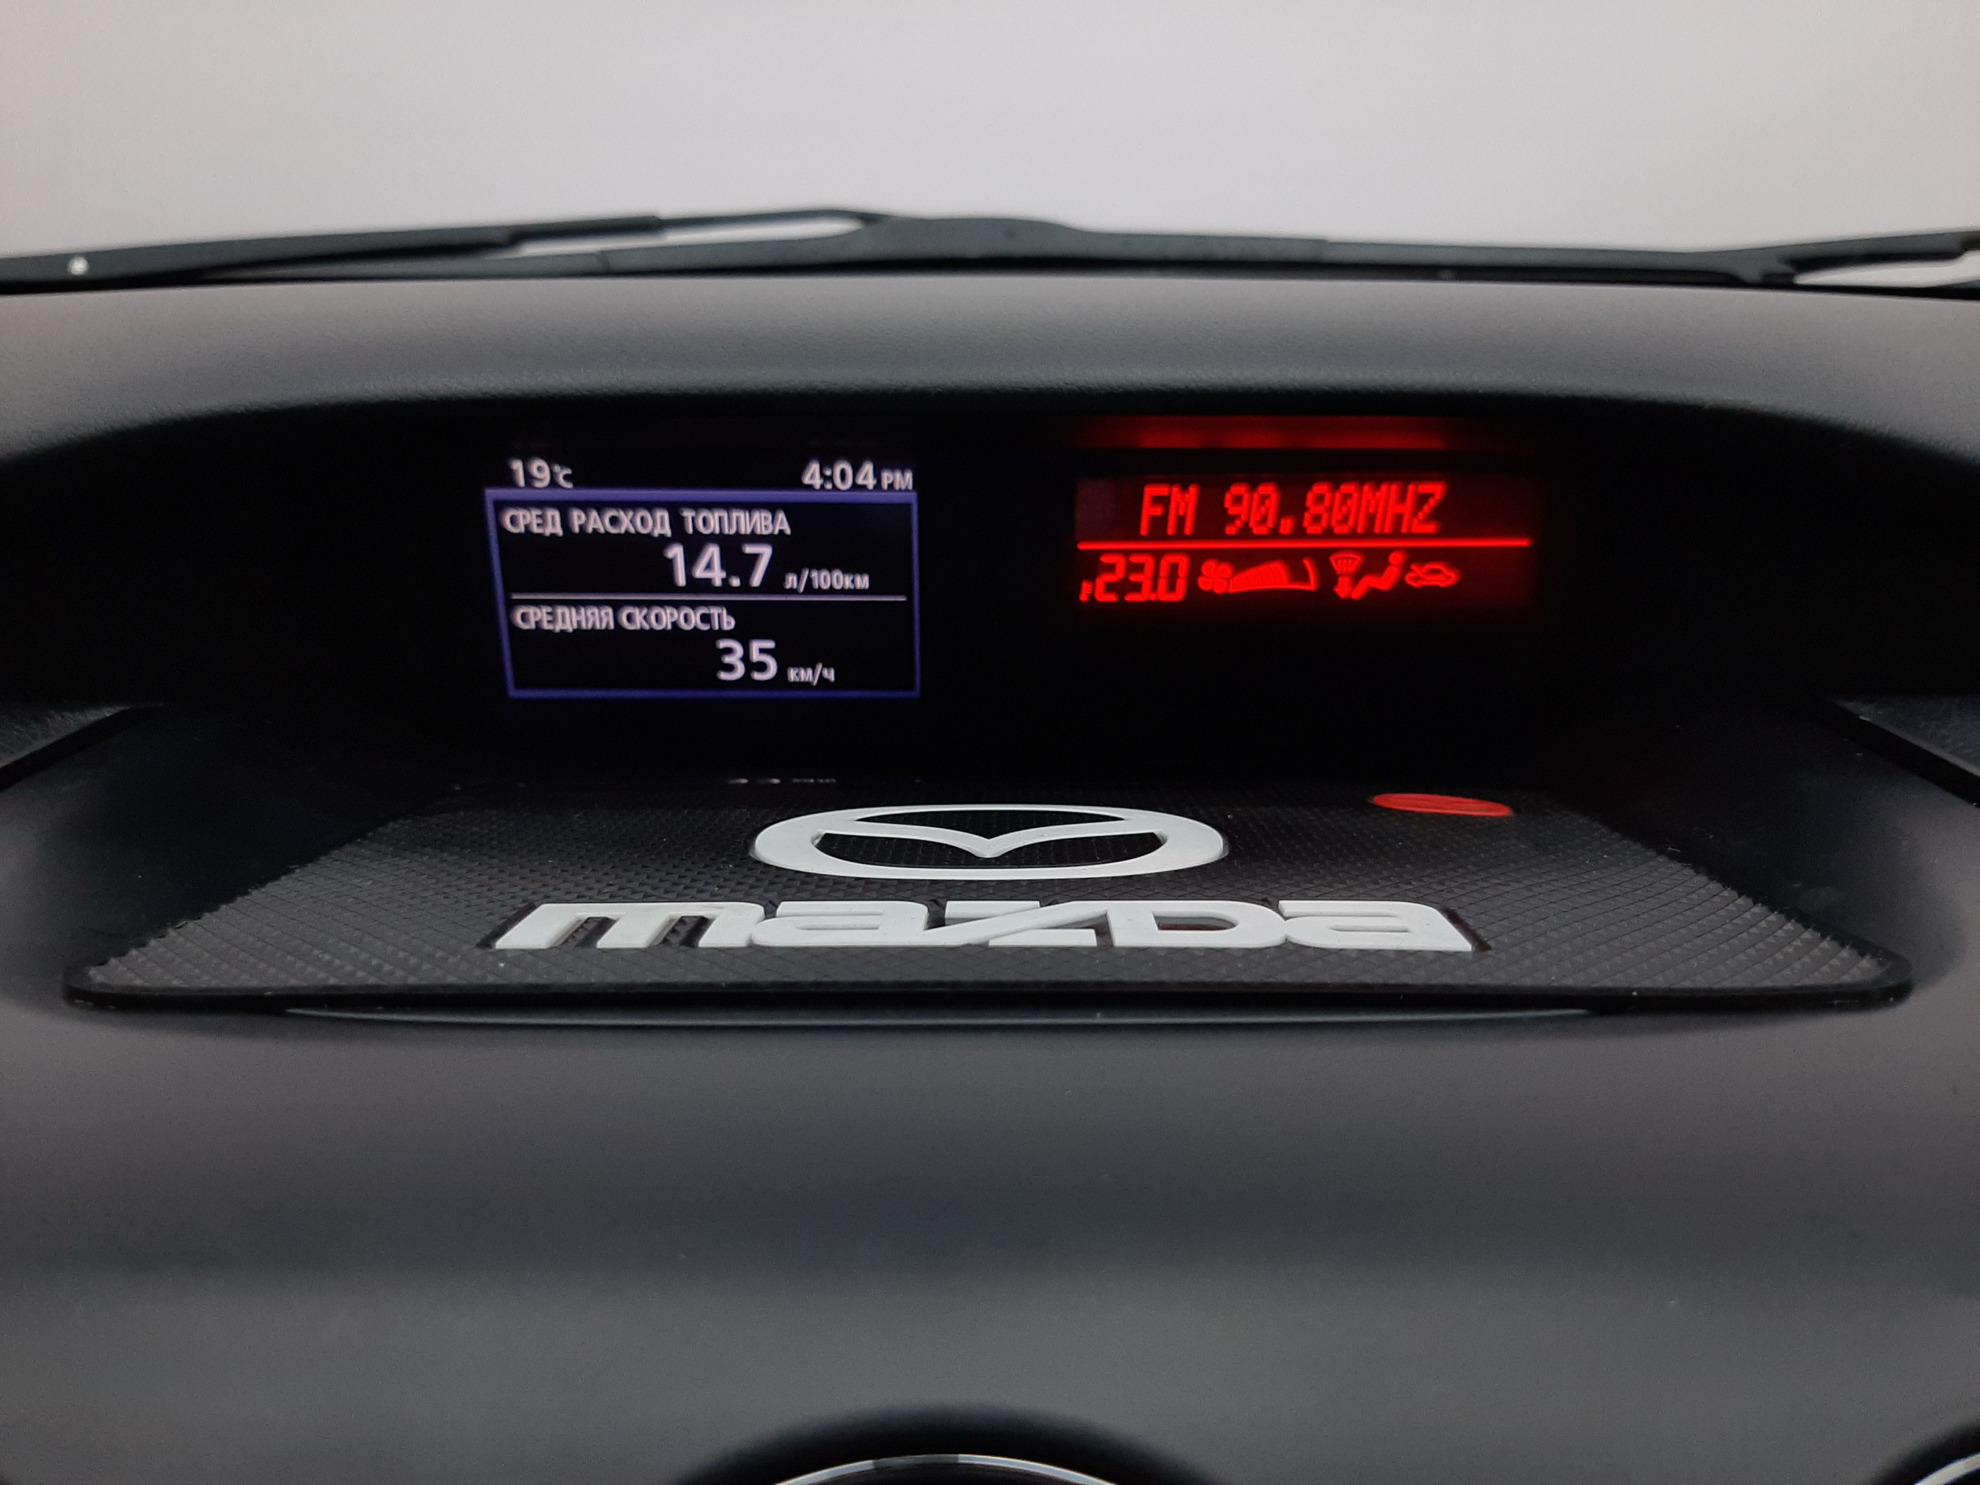 19°C 4:04 PM
СРЕД РАСХОД ТОПЛИВА
14.7 л/100км
СРЕДНЯЯ СКОРОСТЬ
35 км/ч
FM 90.80MHZ
23.0
mazda